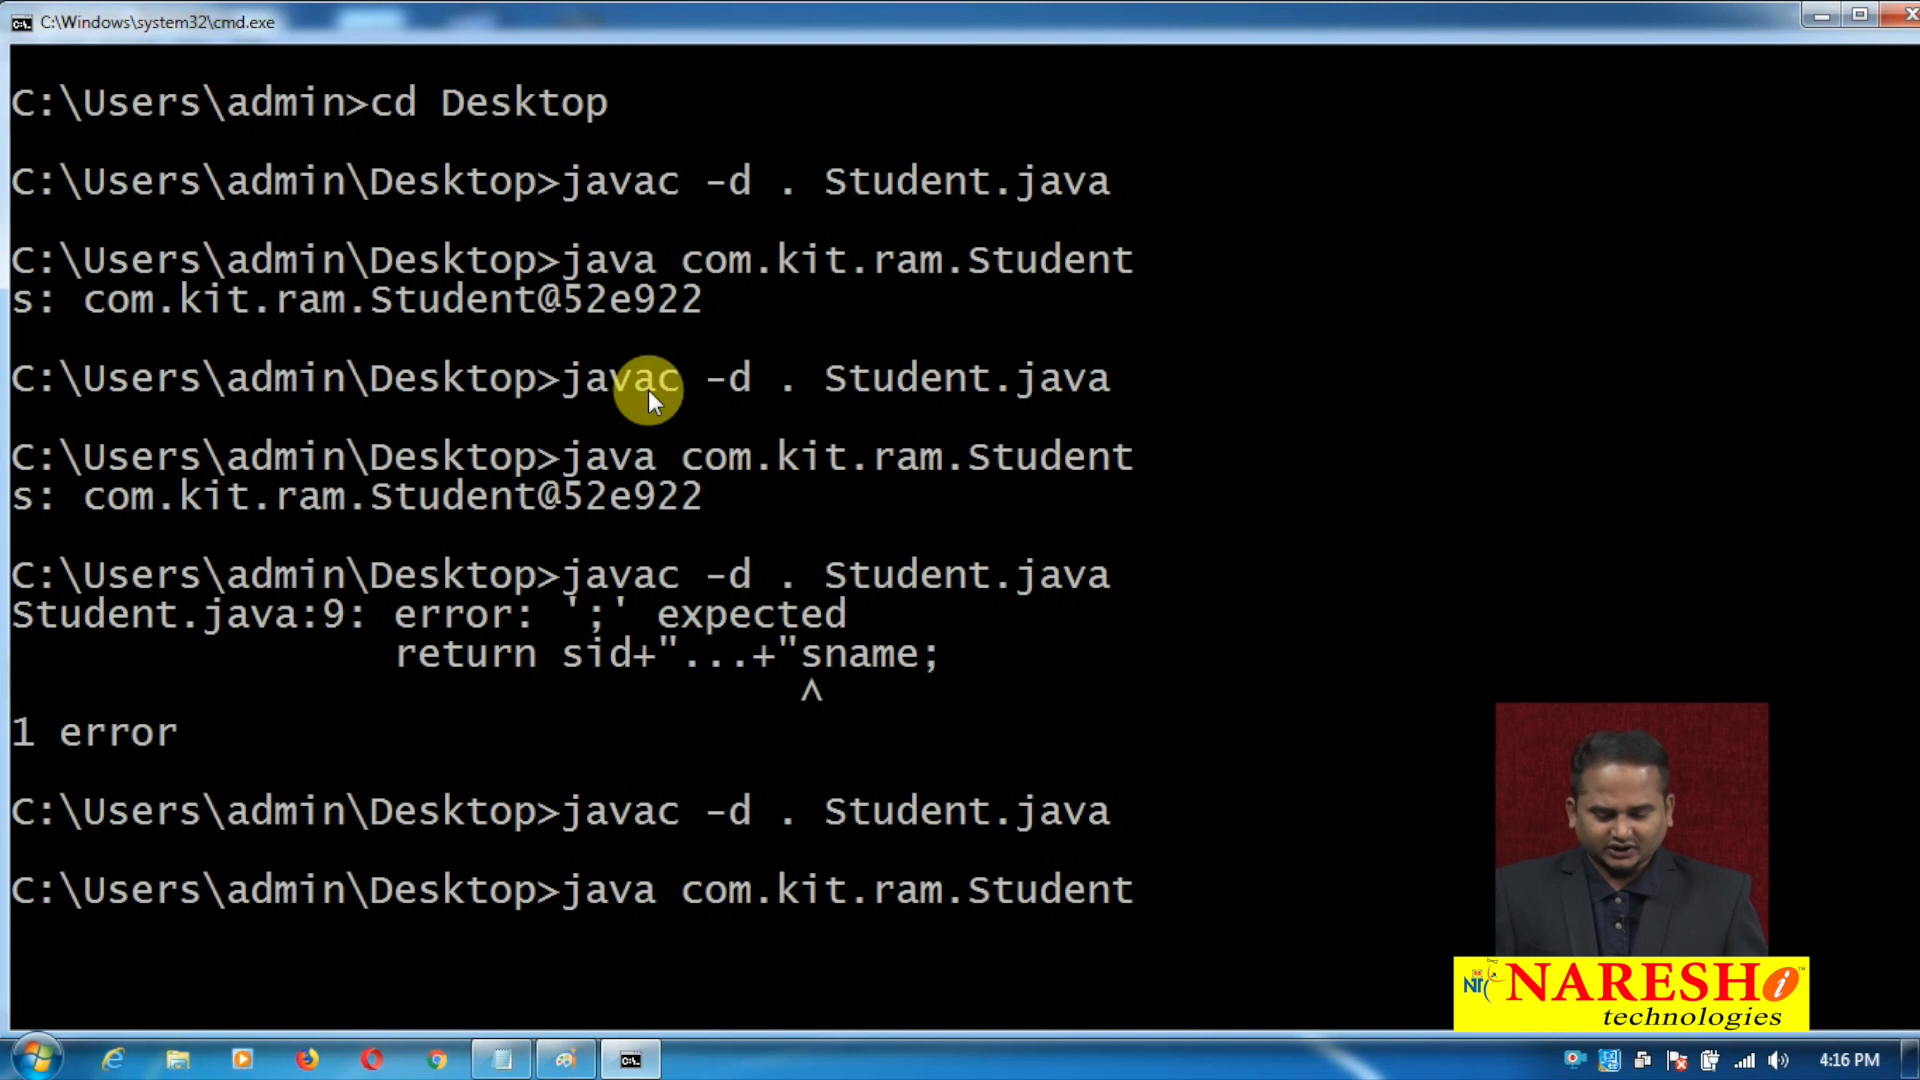 C:\Windows\system32\cmd.exe
C:\Users\admin>cd Desktop
C:\Users\admin\Desktop>javac -d . Student.java
C:\Users\admin\Desktop>java com.kit.ram.Student
s: com.kit.ram.Student@52e922
C:\Users\admin\Desktop>javac -d . Student.java
C:\Users\admin\Desktop>java com.kit.ram.Student
s: com.kit.ram.Student@52e922
C:\Users\admin\Desktop>javac -d . Student.java
Student.java:9: error: ';' expected
return sid+"...+"sname;
^
1 error
C:\Users\admin\Desktop>javac -d . Student.java
C:\Users\admin\Desktop>java com.kit.ram.Student
NARESH i
technologies
4:16 PM